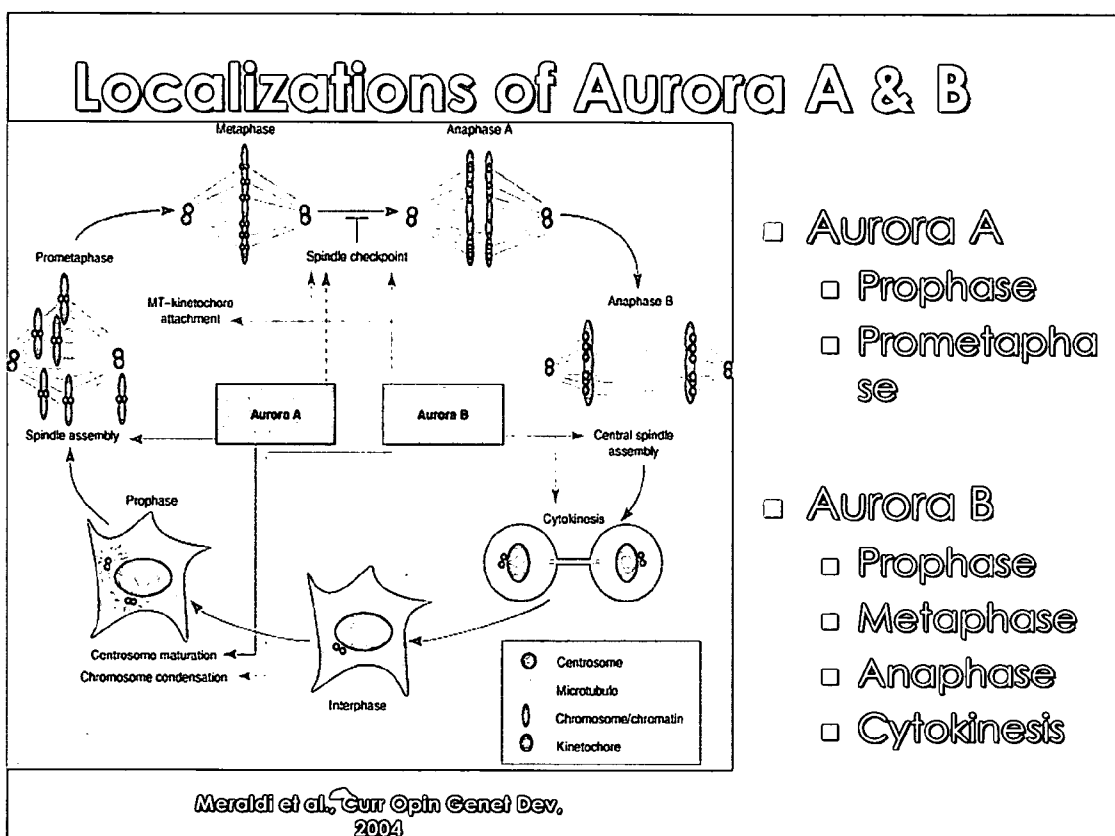 Localizations of Aurora A & B
Metaphase
Anaphase A
Prometaphase
Spindle checkpoint
MT–kinetochore
attachment
Anaphase B
Aurora A
Aurora B
Spindle assembly
Central spindle
assembly
Prophase
Cytokinesis
Centrosome maturation
Chromosome condensation
Interphase
Centrosome
Microtubule
Chromosome/chromatin
Kinetochore
Aurora A
Prophase
Prometapha
se
Aurora B
Prophase
Metaphase
Anaphase
Cytokinesis
Meraldi et al., Curr Opin Genet Dev,
2004